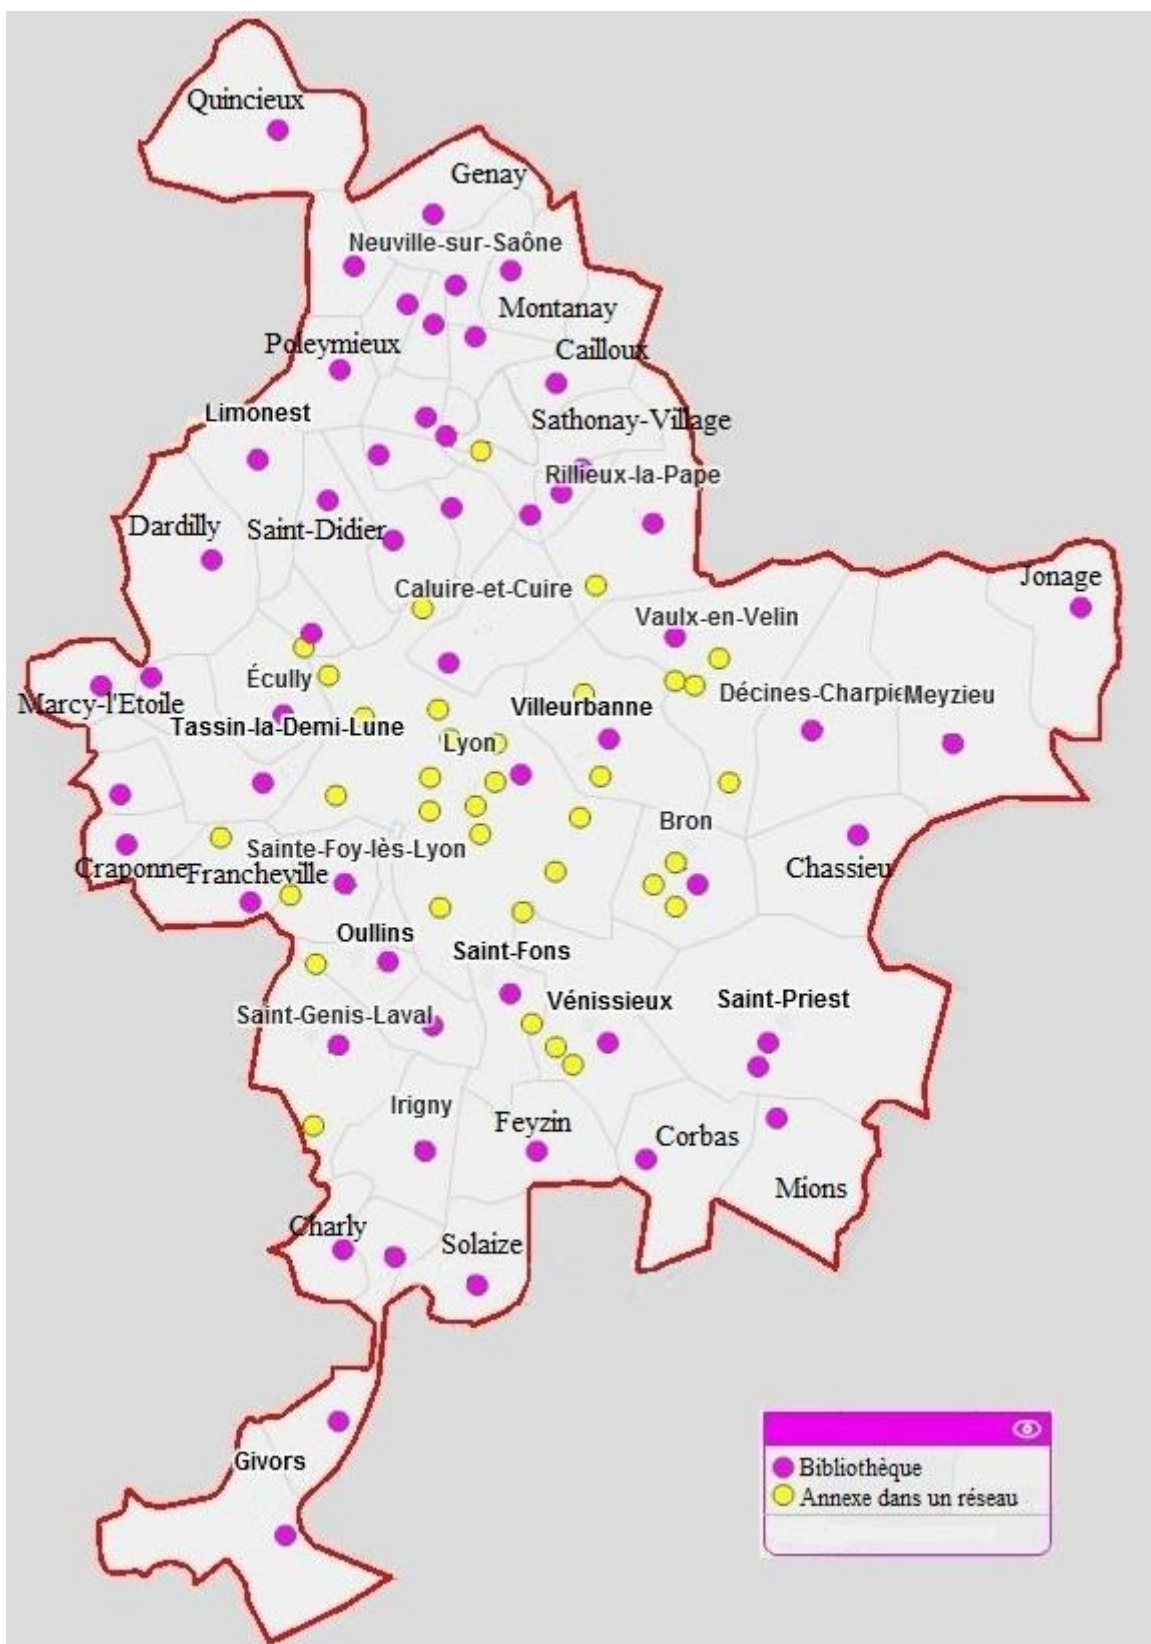 Quincieux
Genay
Neuville-sur-Saône
Montanay
Poleymieux
Cailloux
Limonest
Sathonay-Village
Rillieux-la-Pape
Dardilly
Saint-Didier
Jonage
Caluire-et-Cuire
Vaulx-en-Velin
Écully
Marcy-l'Etoile
Décines-Charpie
Meyzieu
Villeurbanne
Tassin-la-Demi-Lune
Lyon
Bron
Sainte-Foy-lès-Lyon
Craponne
Francheville
Chassieu
Oullins
Saint-Fons
Vénissieux
Saint-Priest
Saint-Genis-Laval
Irigny
Feyzin
Corbas
Mions
Charly
Solaize
Givors
Bibliothèque
Annexe dans un réseau